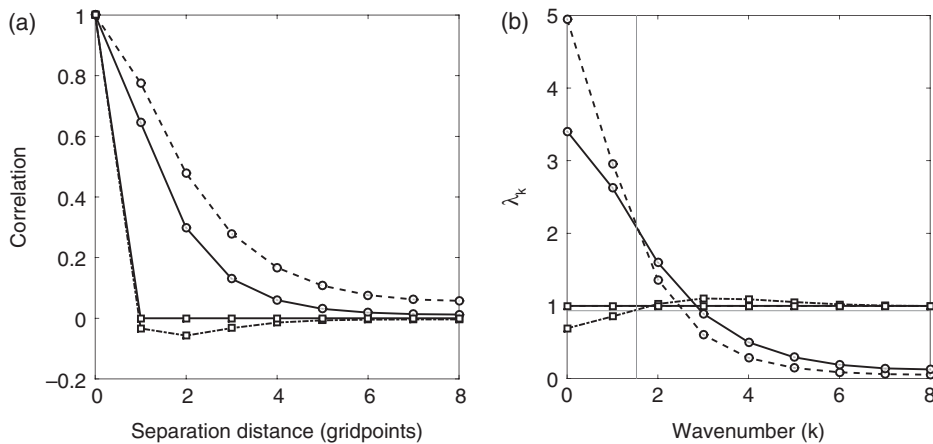 (a)
1
0.8
0.6
0.4
0.2
0
−0.2
Correlation
0 2 4 6 8
Separation distance (gridpoints)
(b)
5
4
3
2
1
0
λk
0 2 4 6 8
Wavenumber (k)